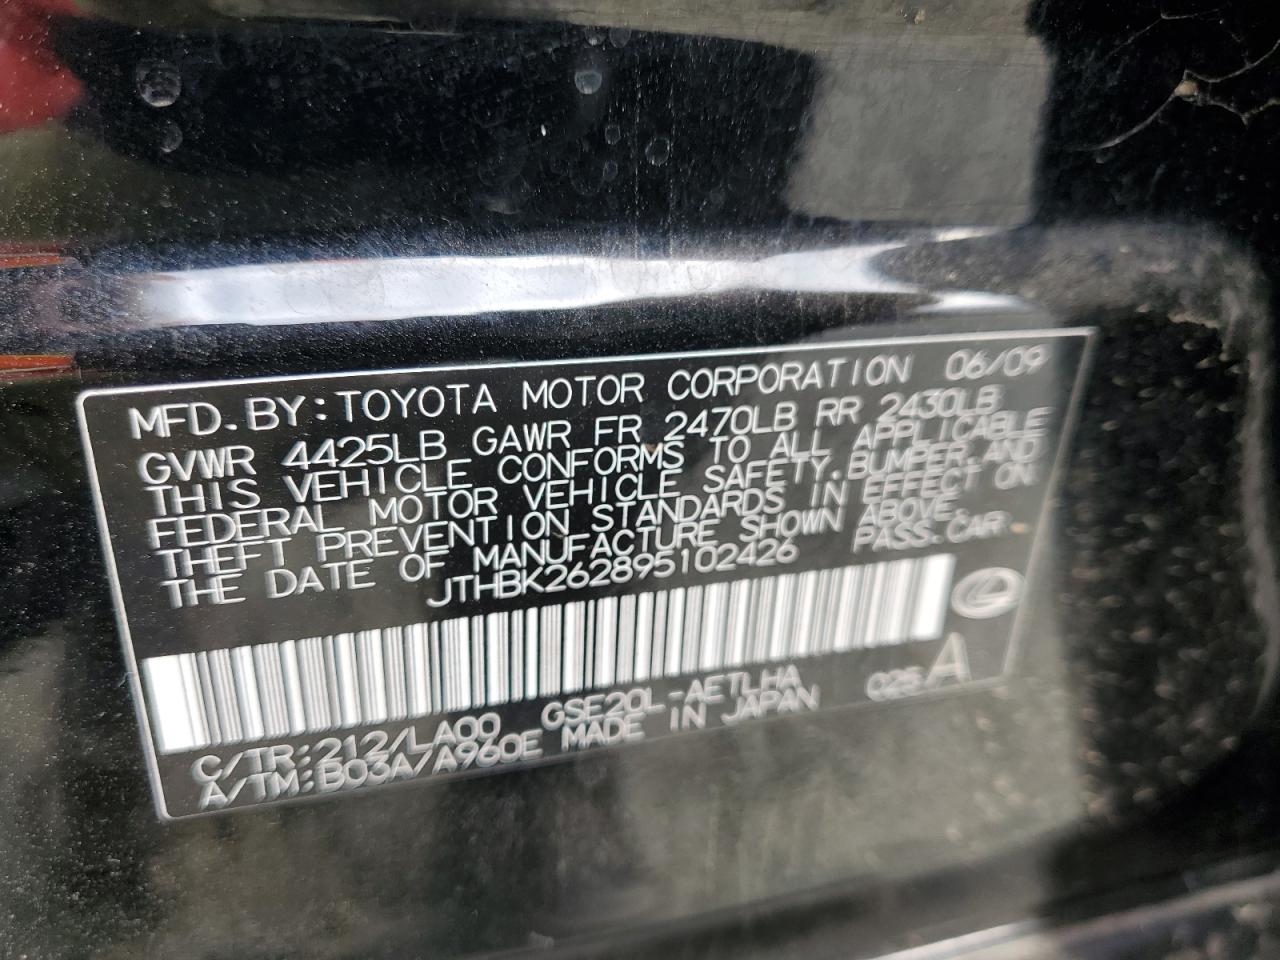 MFD. BY: TOYOTA MOTOR CORPORATION 06/09
GVWR 4425LB GAWR FR 2470LB RR 2430LB
THIS VEHICLE CONFORMS TO ALL APPLICABLE
FEDERAL MOTOR VEHICLE SAFETY, BUMPER, AND
THEFT PREVENTION STANDARDS IN EFFECT ON
THE DATE OF MANUFACTURE SHOWN ABOVE.
JTHBK262895102426 PASS. CAR
C/TR:212/LA00 GSE20L-AETLHA
A/TM:B03A/A960E MADE IN JAPAN 025 A